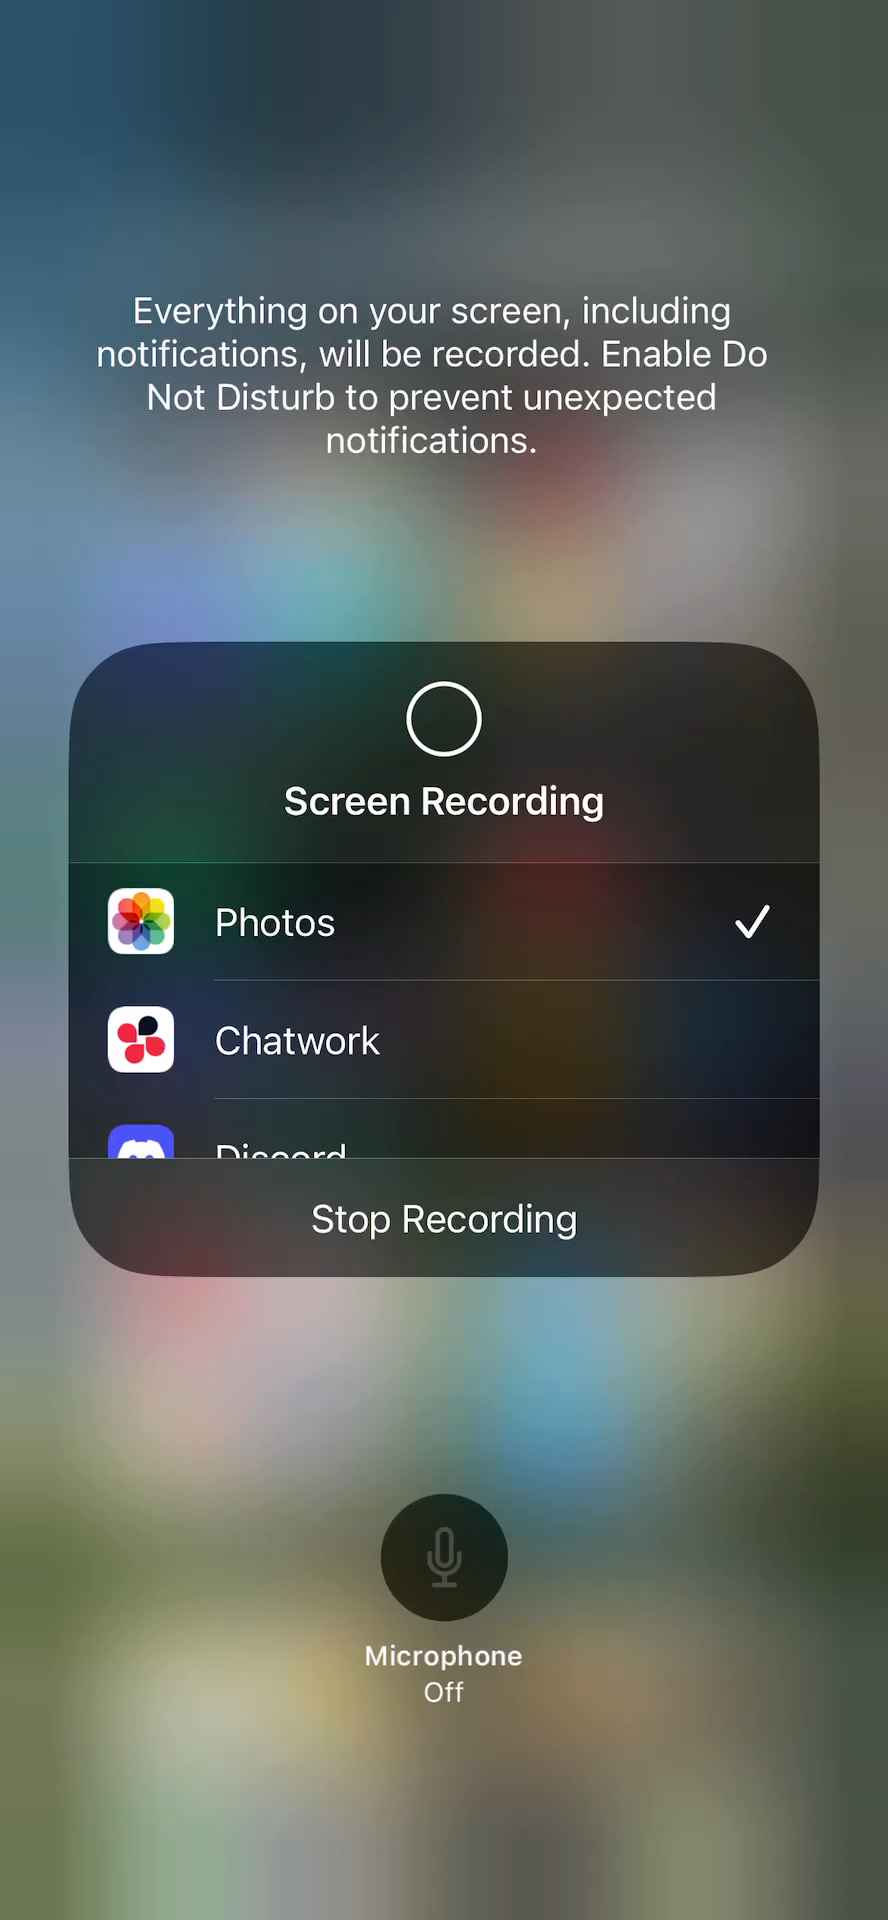 Everything on your screen, including
notifications, will be recorded. Enable Do
Not Disturb to prevent unexpected
notifications.
Screen Recording
Photos
Chatwork
Discord
Stop Recording
Microphone
Off